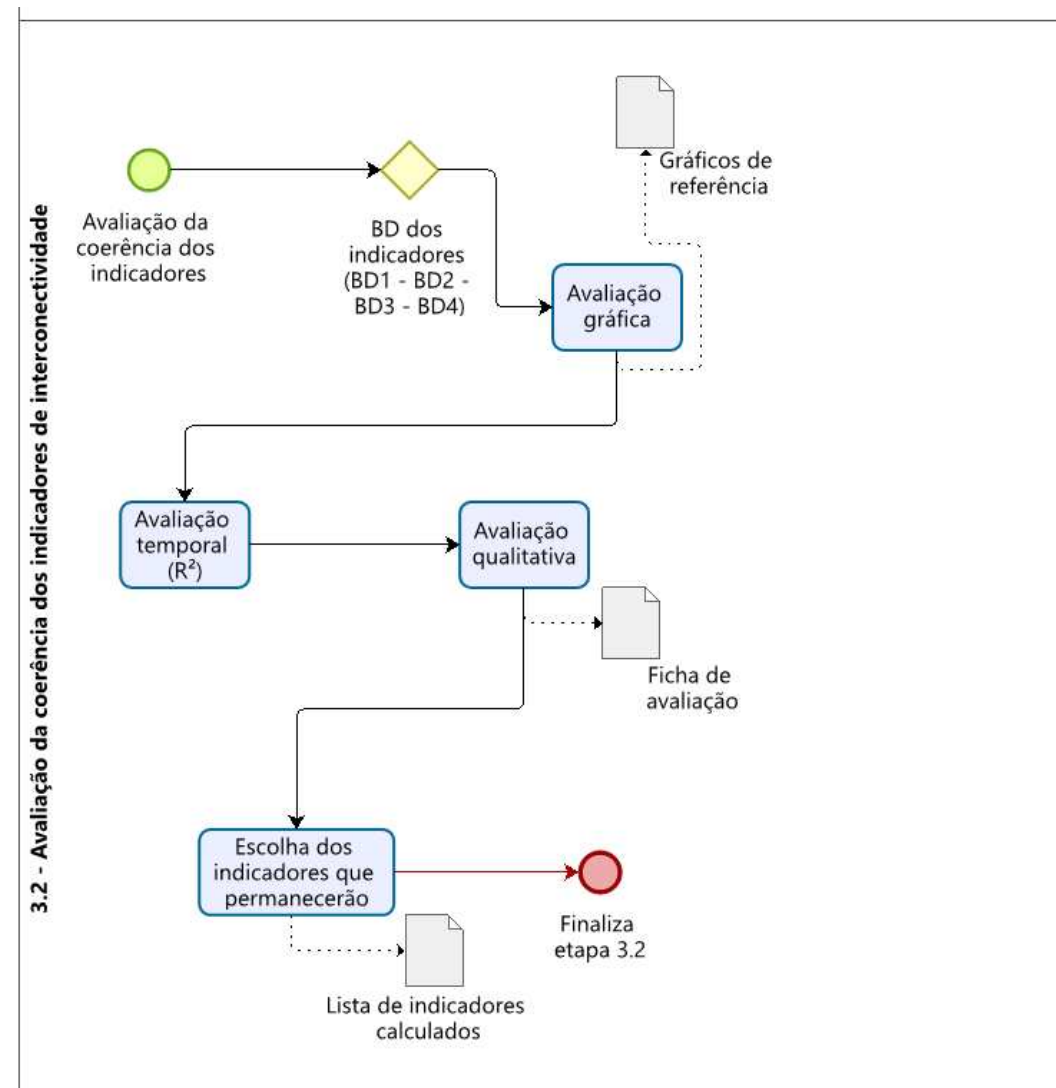 3.2 - Avaliação da coerência dos indicadores de interconectividade
Avaliação da
coerência dos
indicadores
BD dos
indicadores
(BD1 - BD2 -
BD3 - BD4)
Gráficos de
referência
Avaliação
gráfica
Avaliação
temporal
(R²)
Avaliação
qualitativa
Ficha de
avaliação
Escolha dos
indicadores que
permanecerão
Finaliza
etapa 3.2
Lista de indicadores
calculados